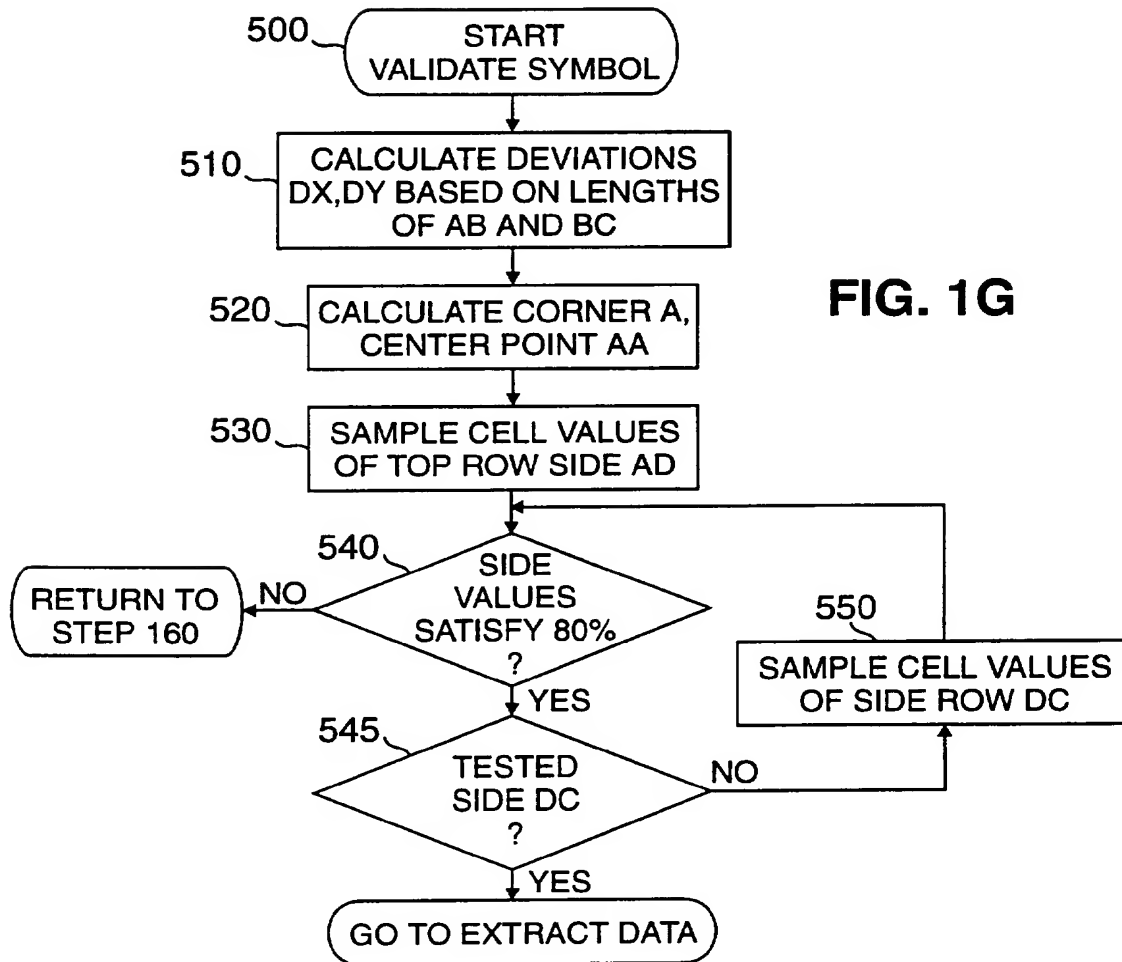 500
START
VALIDATE SYMBOL
510
CALCULATE DEVIATIONS
DX,DY BASED ON LENGTHS
OF AB AND BC
FIG. 1G
520
CALCULATE CORNER A,
CENTER POINT AA
530
SAMPLE CELL VALUES
OF TOP ROW SIDE AD
540
SIDE
VALUES
SATISFY 80%
?
NO
RETURN TO
STEP 160
YES
550
SAMPLE CELL VALUES
OF SIDE ROW DC
545
TESTED
SIDE DC
?
NO
YES
GO TO EXTRACT DATA